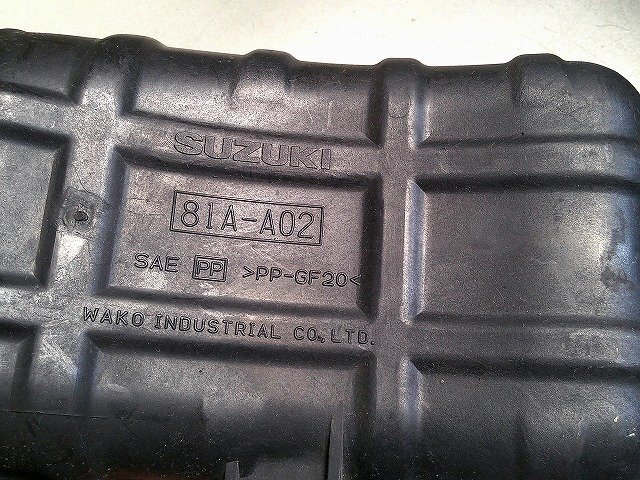 SUZUKI
81A-A02
SAE PP >PP-GF20<
WAKO INDUSTRIAL CO., LTD.